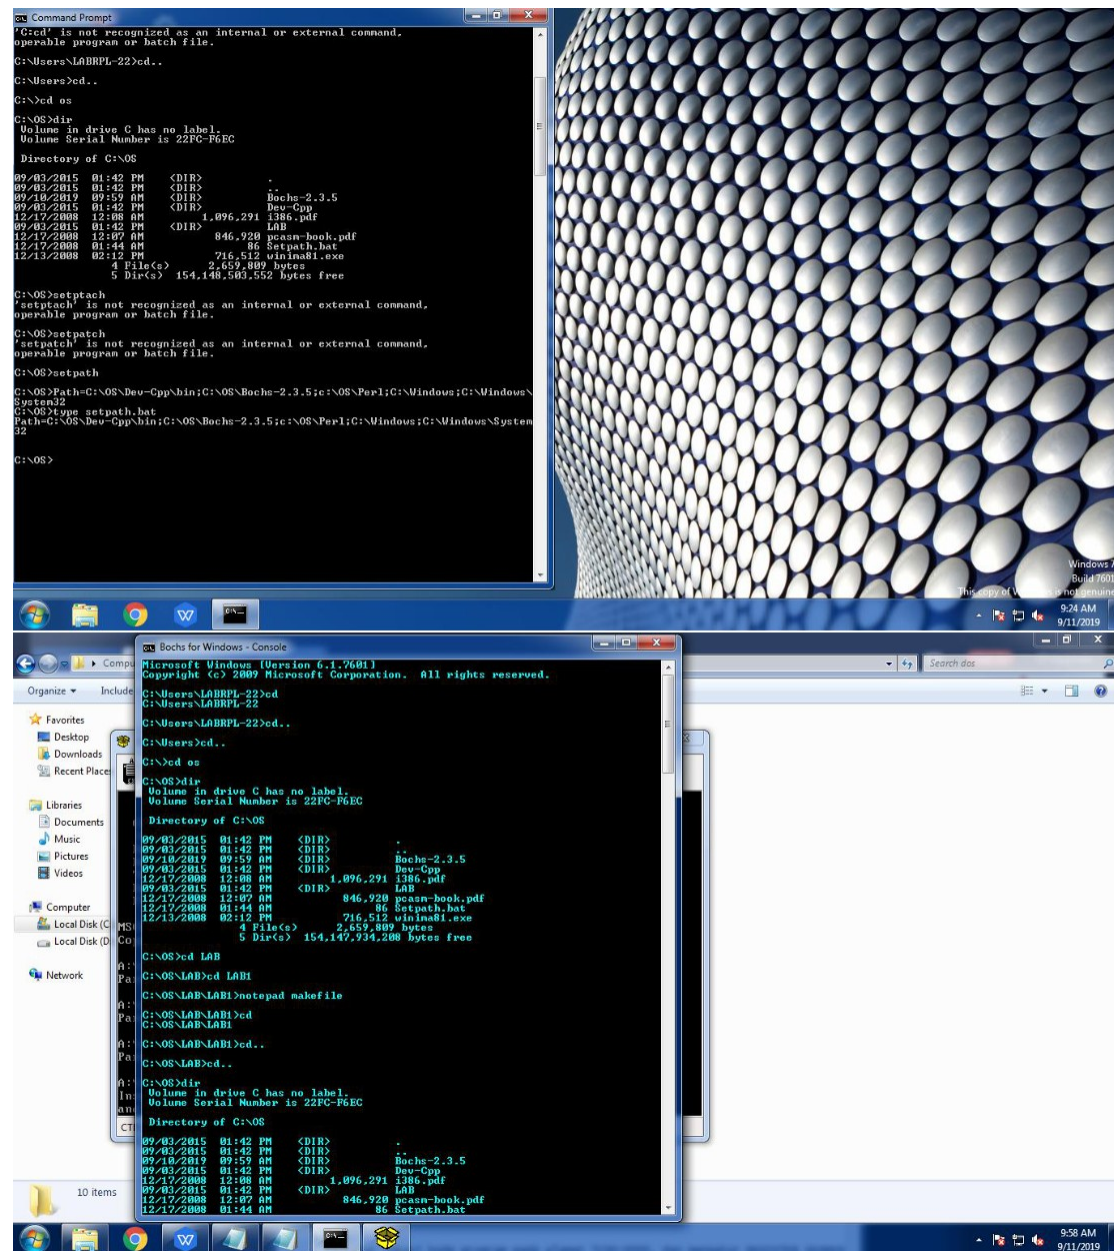 Command Prompt
'C:cd' is not recognized as an internal or external command,
operable program or batch file.
C:\Users\LABRPL-22>cd..
C:\Users>cd..
C:\>cd os
C:\OS>dir
Volume in drive C has no label.
Volume Serial Number is 22FC-F6EC
Directory of C:\OS
09/03/2015 01:42 PM <DIR> .
09/03/2015 01:42 PM <DIR> ..
09/10/2019 09:59 AM <DIR> Bochs-2.3.5
09/03/2015 01:42 PM <DIR> Dev-Cpp
12/17/2008 12:08 AM 1,096,291 i386.pdf
09/03/2015 01:42 PM <DIR> LAB
12/17/2008 12:07 AM 846,920 pcasm-book.pdf
12/17/2008 01:44 AM 86 Setpath.bat
12/13/2008 02:12 PM 716,512 winima81.exe
4 File(s) 2,659,809 bytes
5 Dir(s) 154,148,503,552 bytes free
C:\OS>setptach
'setptach' is not recognized as an internal or external command,
operable program or batch file.
C:\OS>setpatch
'setpatch' is not recognized as an internal or external command,
operable program or batch file.
C:\OS>setpath
C:\OS>Path=C:\OS\Dev-Cpp\bin;C:\OS\Bochs-2.3.5;c:\OS\Perl;C:\Windows;C:\Windows\
System32
C:\OS>type setpath.bat
Path=C:\OS\Dev-Cpp\bin;C:\OS\Bochs-2.3.5;c:\OS\Perl;C:\Windows;C:\Windows\System
32
C:\OS>
Windows 7
Build 7601
This copy of Windows is not genuine
9:24 AM
9/11/2019
Bochs for Windows - Console
Compu
Search dos
Organize
Include
Favorites
Desktop
Downloads
Recent Places
Libraries
Documents
Music
Pictures
Videos
Computer
Local Disk (C
Local Disk (D
Network
Microsoft Windows [Version 6.1.7601]
Copyright (c) 2009 Microsoft Corporation. All rights reserved.
C:\Users\LABRPL-22>cd
C:\Users\LABRPL-22
C:\Users\LABRPL-22>cd..
C:\Users>cd..
C:\>cd os
C:\OS>dir
Volume in drive C has no label.
Volume Serial Number is 22FC-F6EC
Directory of C:\OS
09/03/2015 01:42 PM <DIR> .
09/03/2015 01:42 PM <DIR> ..
09/10/2019 09:59 AM <DIR> Bochs-2.3.5
09/03/2015 01:42 PM <DIR> Dev-Cpp
12/17/2008 12:08 AM 1,096,291 i386.pdf
09/03/2015 01:42 PM <DIR> LAB
12/17/2008 12:07 AM 846,920 pcasm-book.pdf
12/17/2008 01:44 AM 86 Setpath.bat
12/13/2008 02:12 PM 716,512 winima81.exe
4 File(s) 2,659,809 bytes
5 Dir(s) 154,147,934,208 bytes free
C:\OS>cd LAB
C:\OS\LAB>cd LAB1
C:\OS\LAB\LAB1>notepad makefile
C:\OS\LAB\LAB1>cd
C:\OS\LAB\LAB1
C:\OS\LAB\LAB1>cd..
C:\OS\LAB>cd..
C:\OS>dir
Volume in drive C has no label.
Volume Serial Number is 22FC-F6EC
Directory of C:\OS
09/03/2015 01:42 PM <DIR> .
09/03/2015 01:42 PM <DIR> ..
09/10/2019 09:59 AM <DIR> Bochs-2.3.5
09/03/2015 01:42 PM <DIR> Dev-Cpp
12/17/2008 12:08 AM 1,096,291 i386.pdf
09/03/2015 01:42 PM <DIR> LAB
12/17/2008 12:07 AM 846,920 pcasm-book.pdf
12/17/2008 01:44 AM 86 Setpath.bat
10 items
9:58 AM
9/11/2019